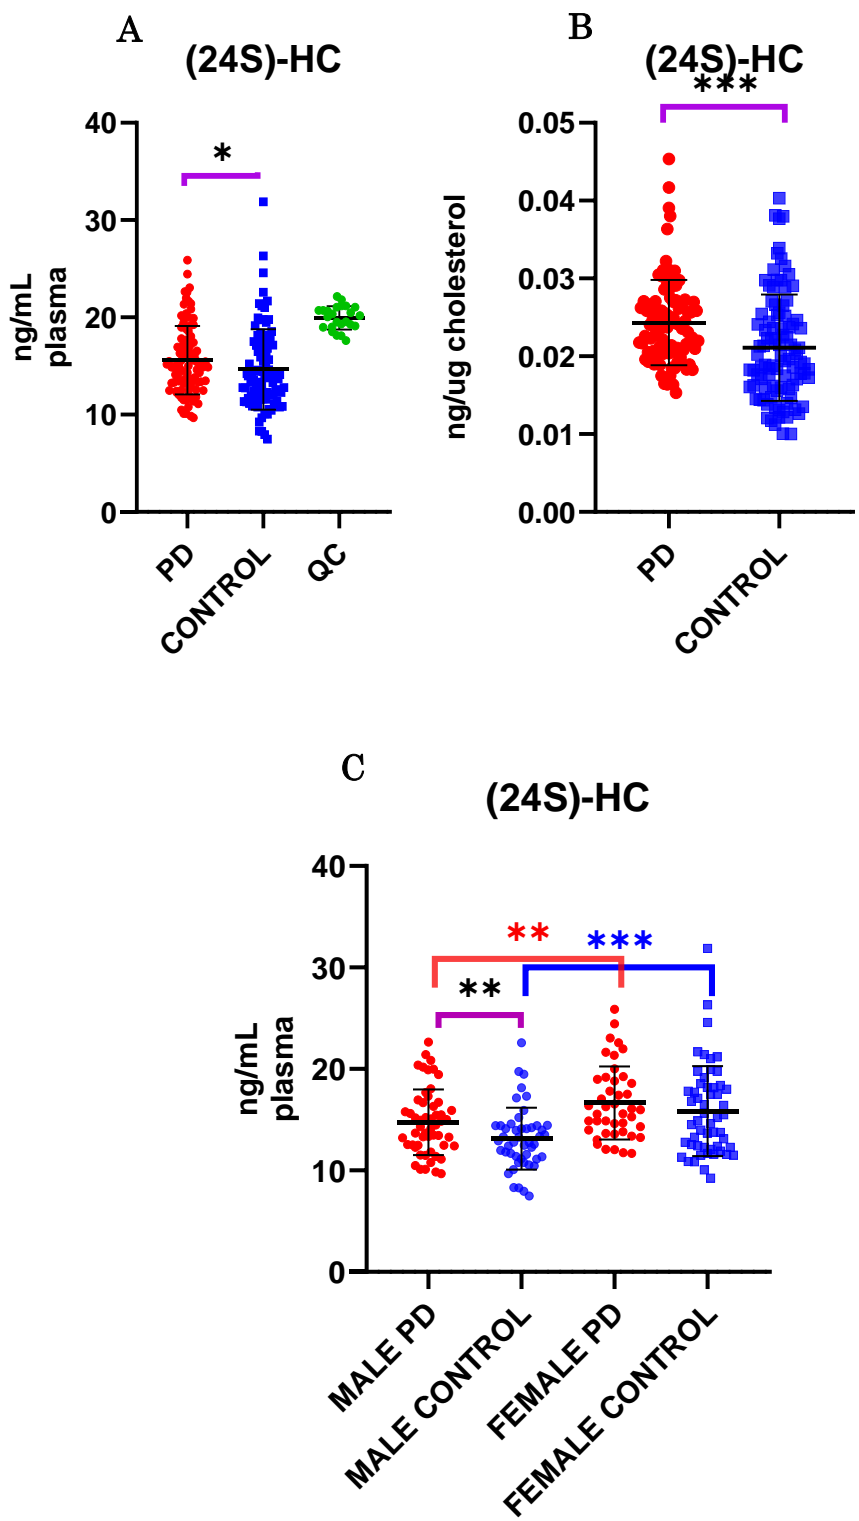 A
(24S)-HC
*
40
30
20
10
0
ng/mL
plasma
PD
CONTROL
QC
B
(24S)-HC
***
0.05
0.04
0.03
0.02
0.01
0.00
ng/ug cholesterol
PD
CONTROL
C
(24S)-HC
40
30
20
10
0
ng/mL
plasma
**
***
**
MALE PD
MALE CONTROL
FEMALE PD
FEMALE CONTROL